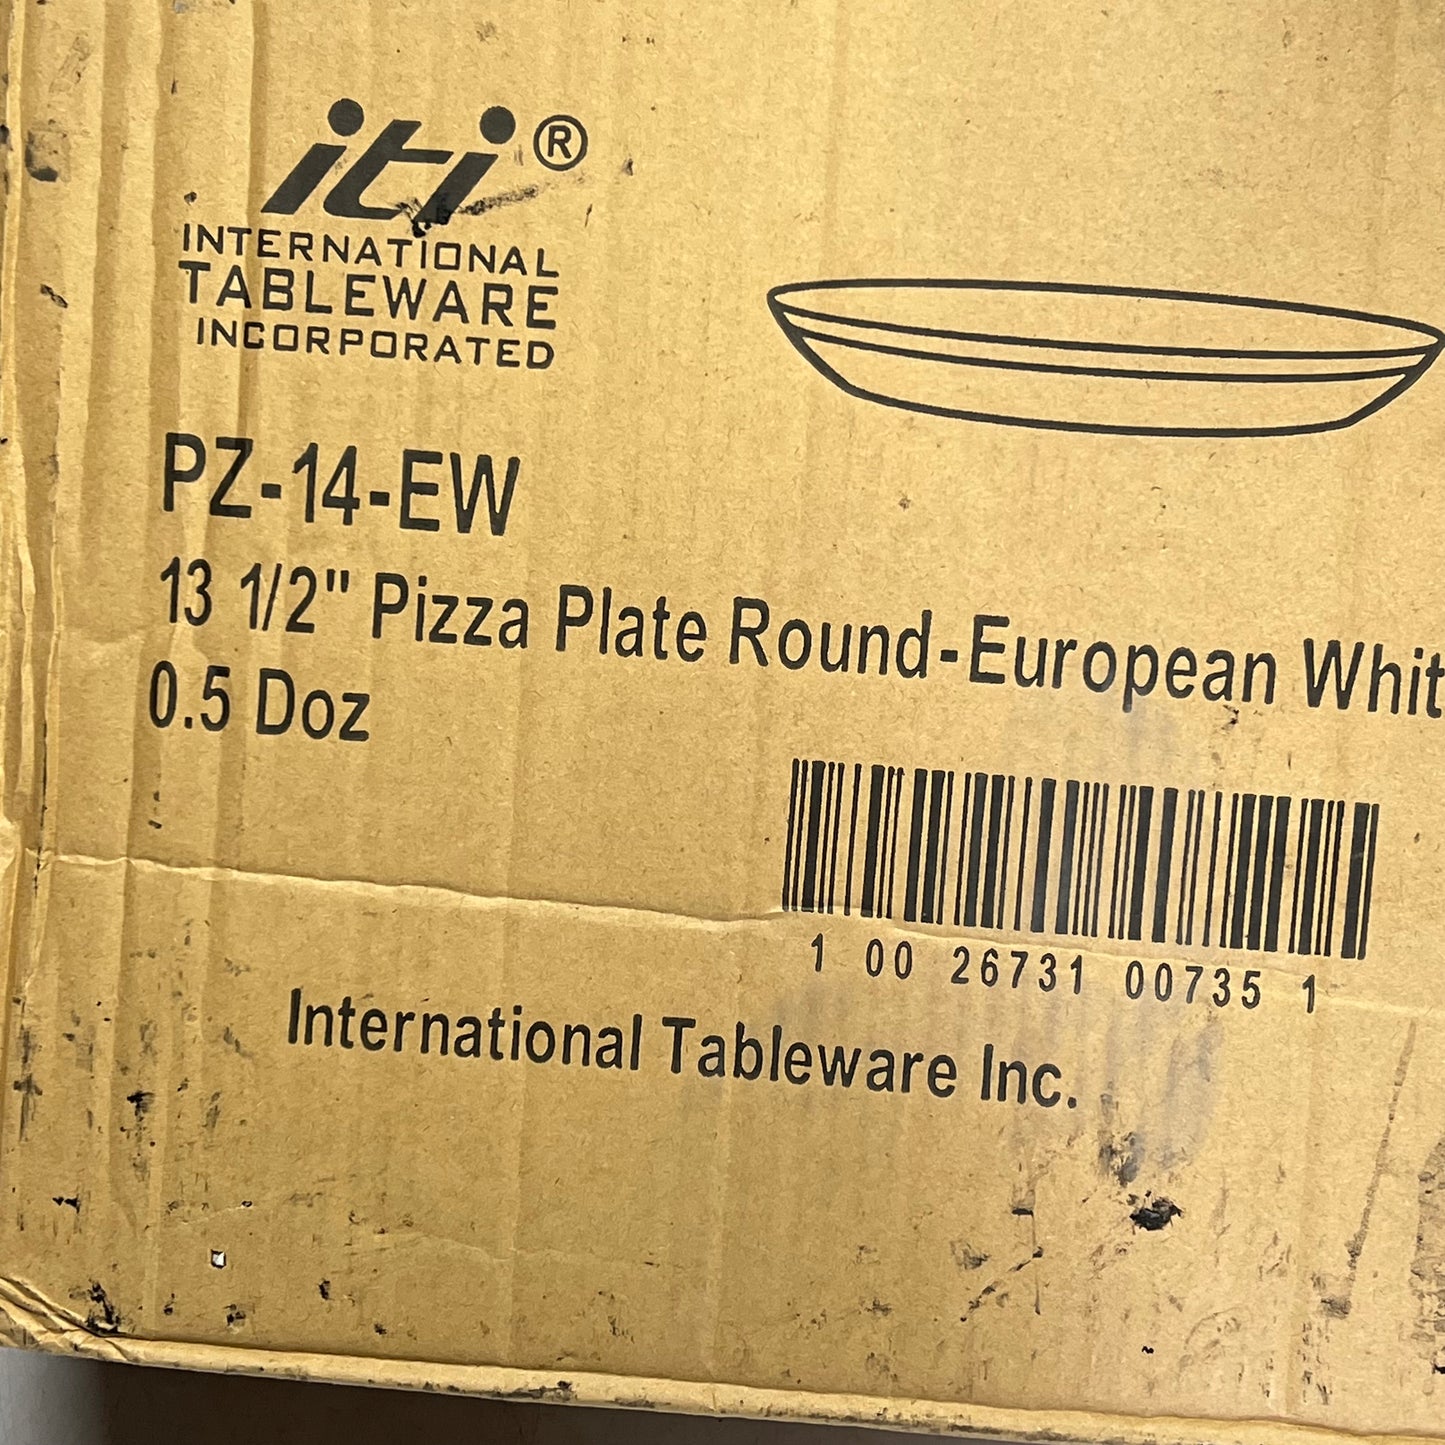 iti®
INTERNATIONAL
TABLEWARE
INCORPORATED
PZ-14-EW
13 1/2" Pizza Plate Round-European Whit
0.5 Doz
1 00 26731 00735 1
International Tableware Inc.